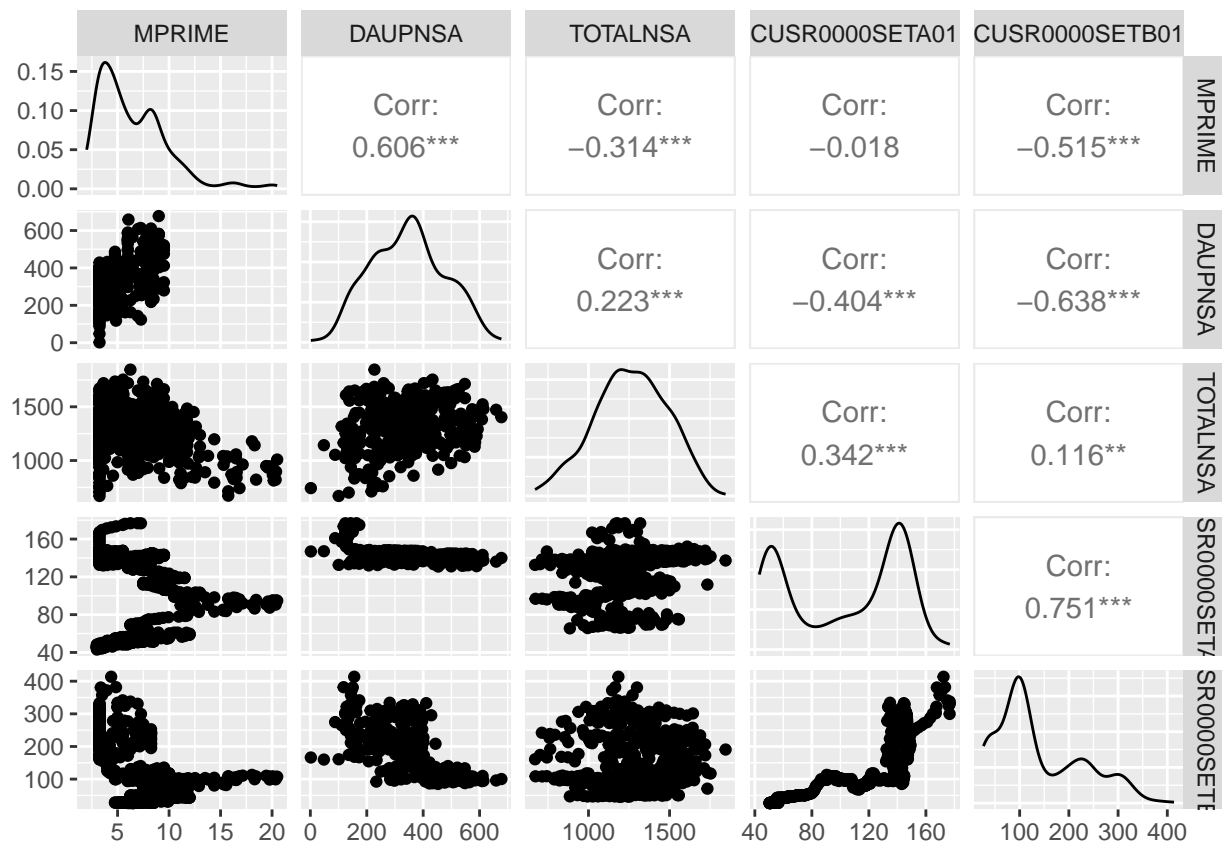 MPRIME DAUPNSA TOTALNSA CUSR0000SETA01 CUSR0000SETB01
0.15
0.10
0.05
0.00
Corr:
0.606***
Corr:
−0.314***
Corr:
−0.018
Corr:
−0.515***
MPRIME
600
400
200
0
Corr:
0.223***
Corr:
−0.404***
Corr:
−0.638***
DAUPNSA
1500
1000
Corr:
0.342***
Corr:
0.116**
TOTALNSA
160
120
80
40
Corr:
0.751***
SR0000SETA
400
300
200
100
SR0000SETB
5 10 15 20
0 200 400 600
1000 1500
40 80 120 160
100 200 300 400